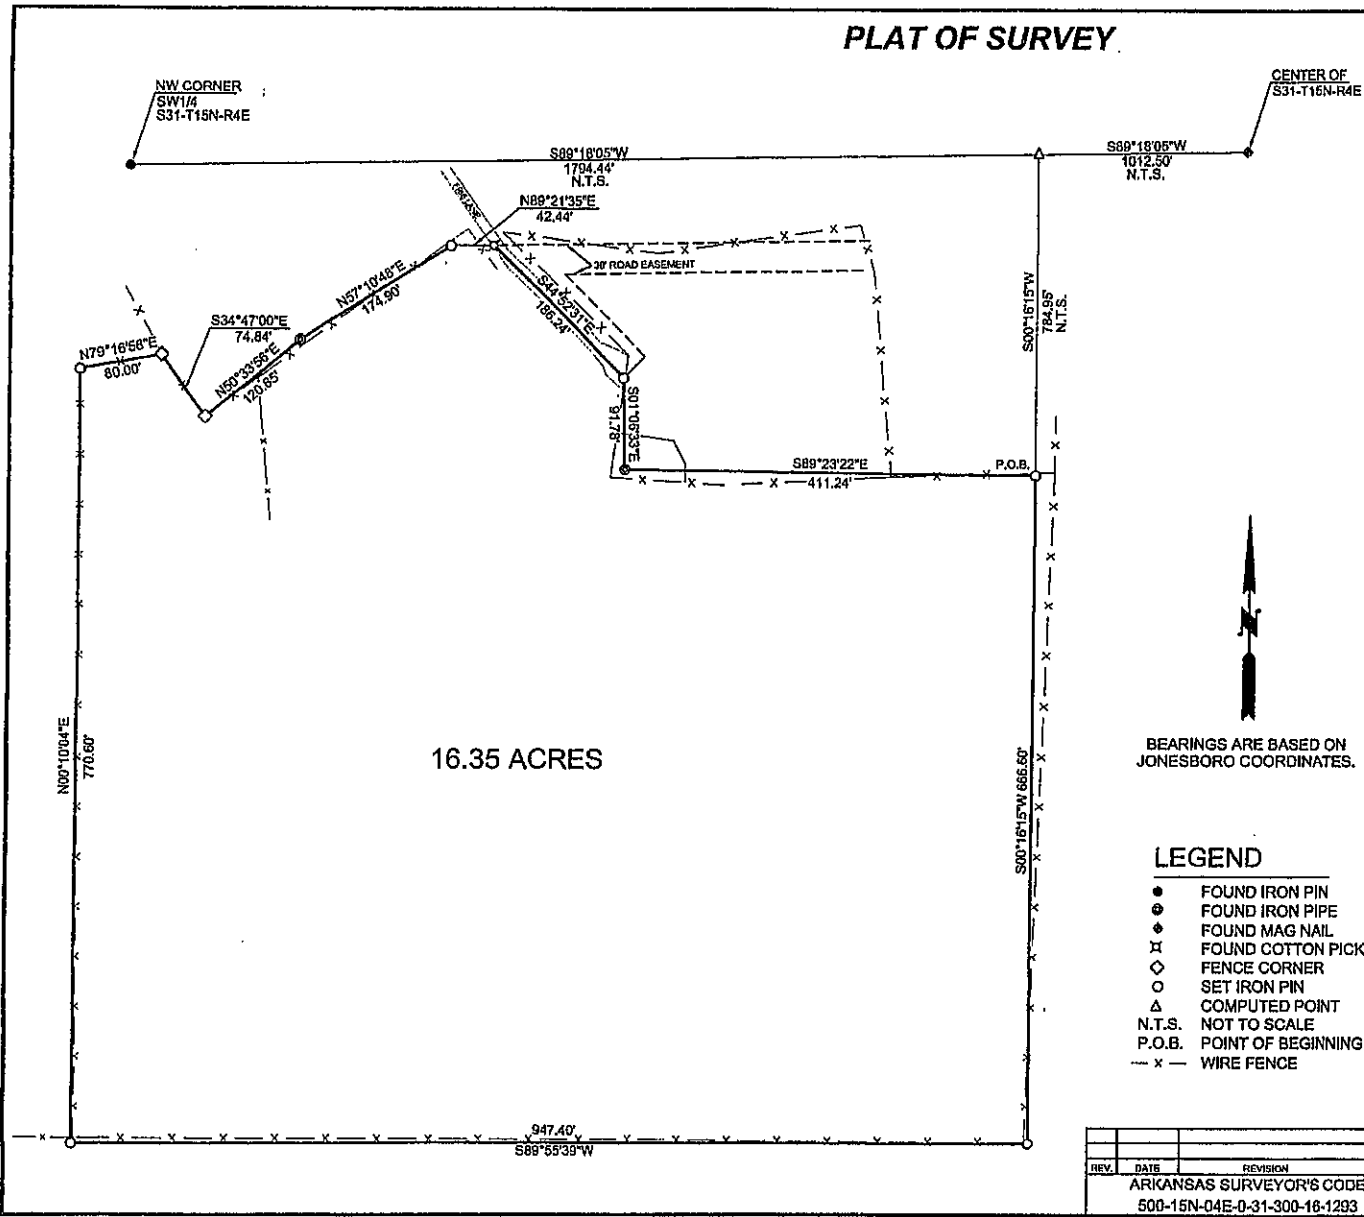 PLAT OF SURVEY
NW CORNER
SW1/4
S31-T15N-R4E
CENTER OF
S31-T15N-R4E
S89°18'05"W
1794.44'
N.T.S.
S89°18'05"W
1012.50'
N.T.S.
N89°21'35"E
42.44'
30' ROAD EASEMENT
N57°10'48"E
174.90'
S44°52'31"E
186.24'
S00°16'15"W
784.95'
N.T.S.
S34°47'00"E
74.84'
N79°16'58"E
80.00'
N50°33'56"E
120.85'
S01°06'33"E
91.78'
S89°23'22"E
411.24'
P.O.B.
N00°10'04"E
770.60'
16.35 ACRES
S00°16'15"W 666.60'
BEARINGS ARE BASED ON
JONESBORO COORDINATES.
LEGEND
FOUND IRON PIN
FOUND IRON PIPE
FOUND MAG NAIL
FOUND COTTON PICK
FENCE CORNER
SET IRON PIN
COMPUTED POINT
N.T.S. NOT TO SCALE
P.O.B. POINT OF BEGINNING
— x — WIRE FENCE
947.40'
S89°55'39"W
REV. DATE REVISION
ARKANSAS SURVEYOR'S CODE
500-15N-04E-0-31-300-16-1293